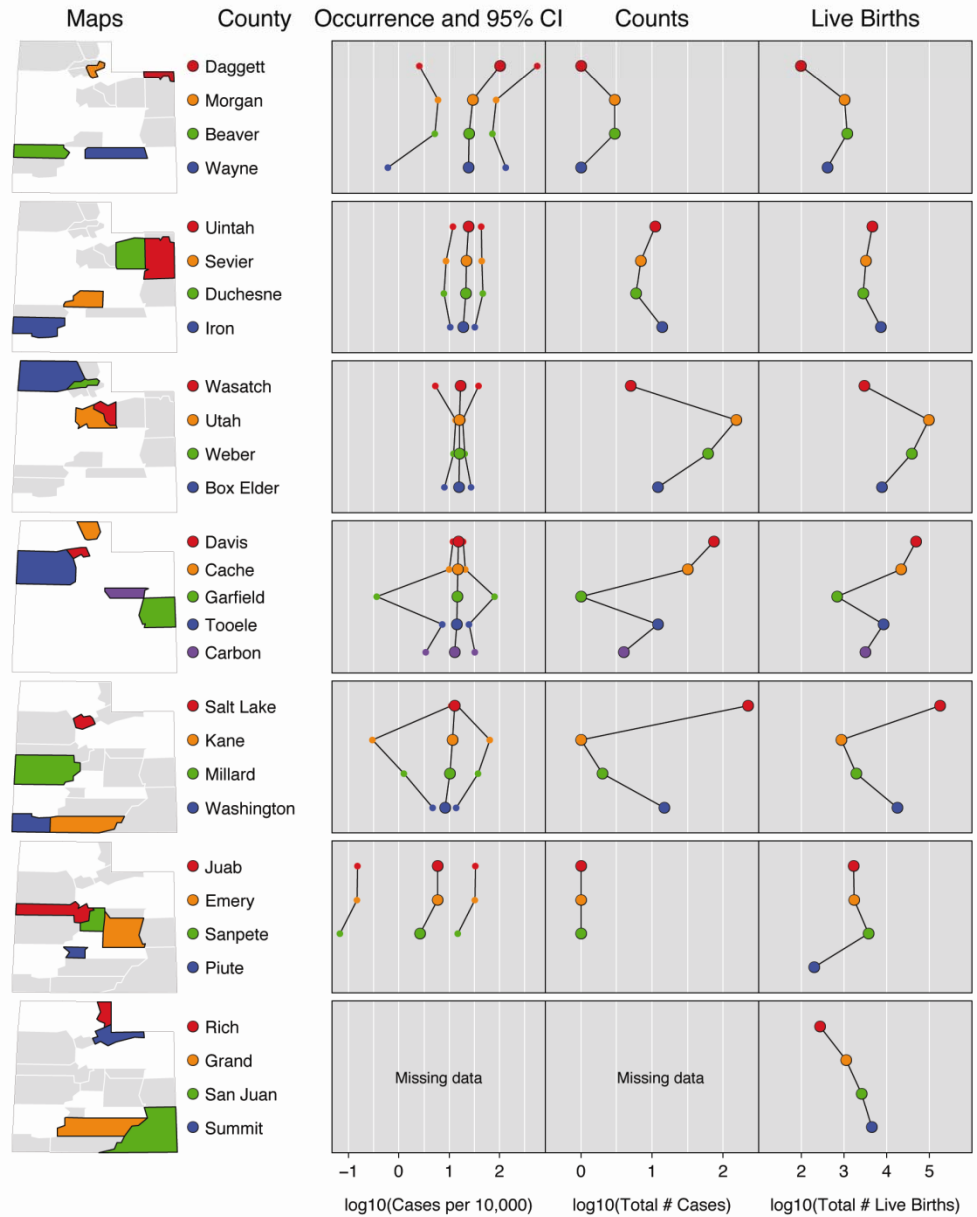 Maps County Occurrence and 95% CI Counts Live Births
Daggett
Morgan
Beaver
Wayne
Uintah
Sevier
Duchesne
Iron
Wasatch
Utah
Weber
Box Elder
Davis
Cache
Garfield
Tooele
Carbon
Salt Lake
Kane
Millard
Washington
Juab
Emery
Sanpete
Piute
Rich
Grand
San Juan
Summit
Missing data Missing data
−1 0 1 2 0 1 2 2 3 4 5
log10(Cases per 10,000) log10(Total # Cases) log10(Total # Live Births)